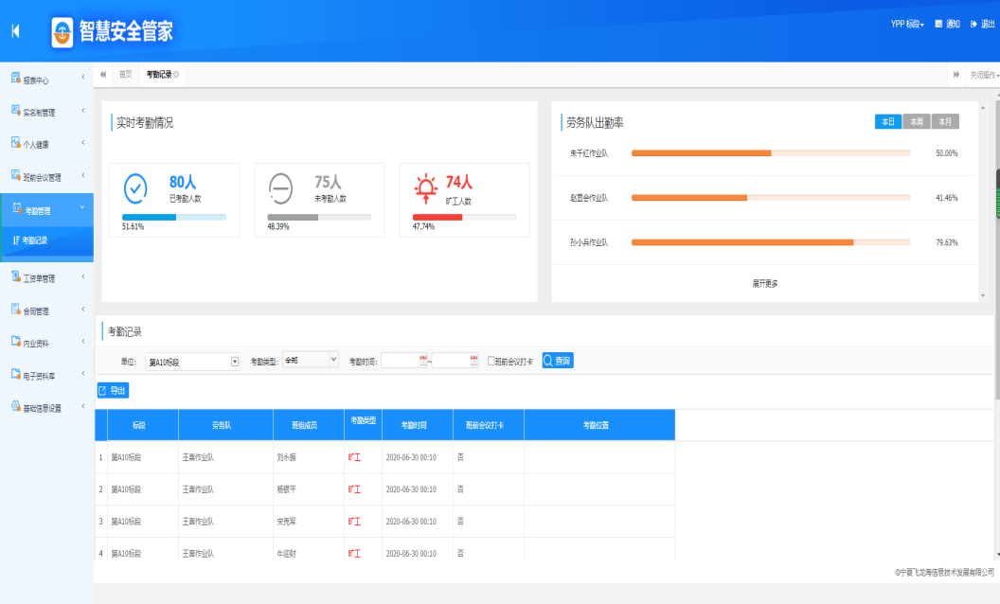 智慧安全管家
YPP标段 通知 退出
首页 考勤记录 关闭操作
报表中心
实名制管理
个人健康
班前会议管理
考勤管理
考勤记录
工资单管理
合同管理
内业资料
电子资料库
基础信息设置
实时考勤情况
80人
已考勤人数
51.61%
75人
未考勤人数
48.39%
74人
旷工人数
47.74%
劳务队出勤率
本日 本周 本月
朱千红作业队 50.00%
赵显会作业队 41.46%
孙小兵作业队 79.63%
展开更多
考勤记录
单位: 第A10标段 考勤类型: 全部 考勤时间: ~ 班前会议打卡 查询
导出
标段 劳务队 班组成员 考勤类型 考勤时间 班前会议打卡 考勤位置
1 第A10标段 王喜作业队 刘永振 旷工 2020-06-30 00:10 否
2 第A10标段 王喜作业队 杨银平 旷工 2020-06-30 00:10 否
3 第A10标段 王喜作业队 宋克军 旷工 2020-06-30 00:10 否
4 第A10标段 王喜作业队 牟迎财 旷工 2020-06-30 00:10 否
©宁夏飞龙海信息技术发展有限公司